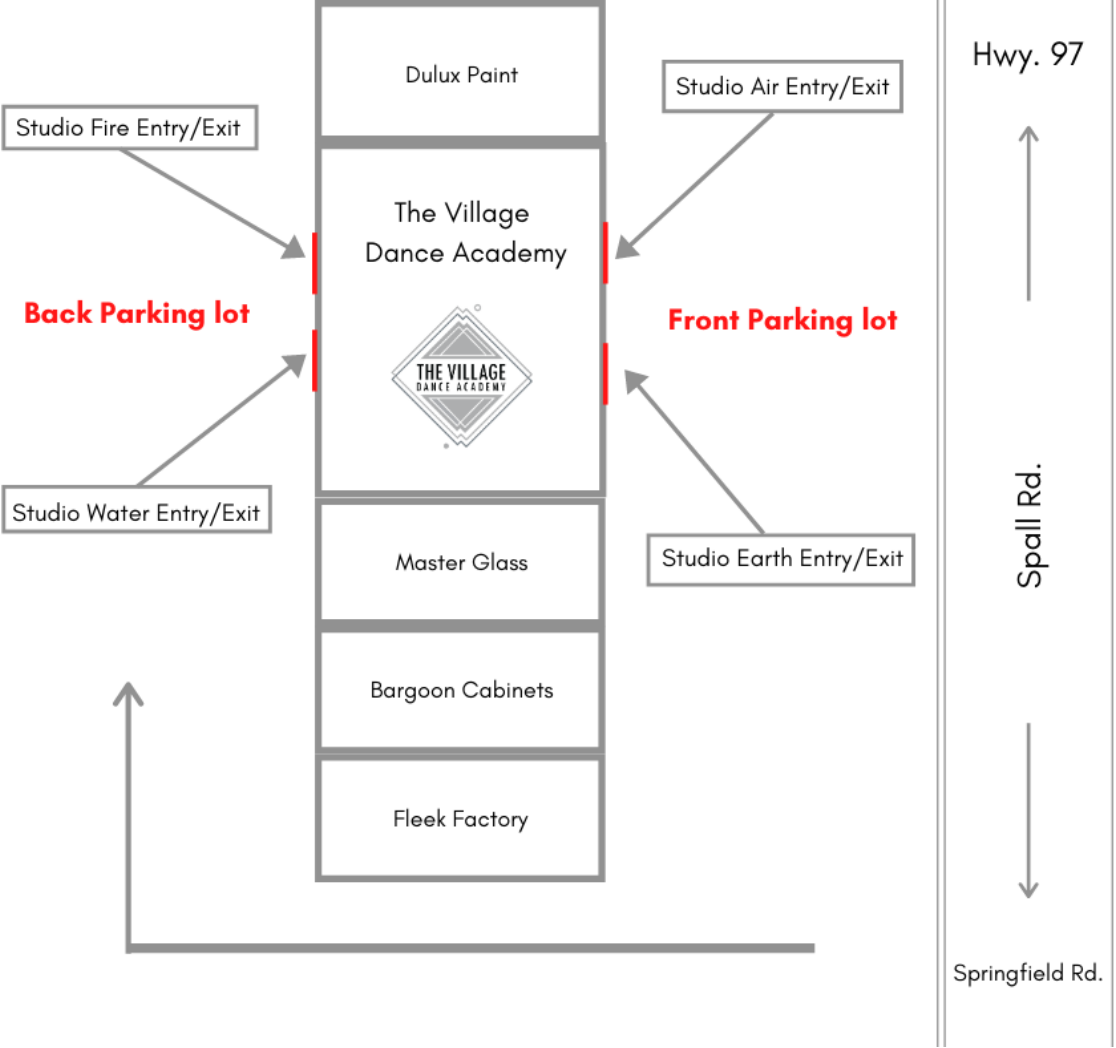 Dulux Paint
Hwy. 97
Studio Air Entry/Exit
Studio Fire Entry/Exit
The Village
Dance Academy
Back Parking lot
Front Parking lot
THE VILLAGE
DANCE ACADEMY
Studio Water Entry/Exit
Spall Rd.
Master Glass
Studio Earth Entry/Exit
Bargoon Cabinets
Fleek Factory
Springfield Rd.